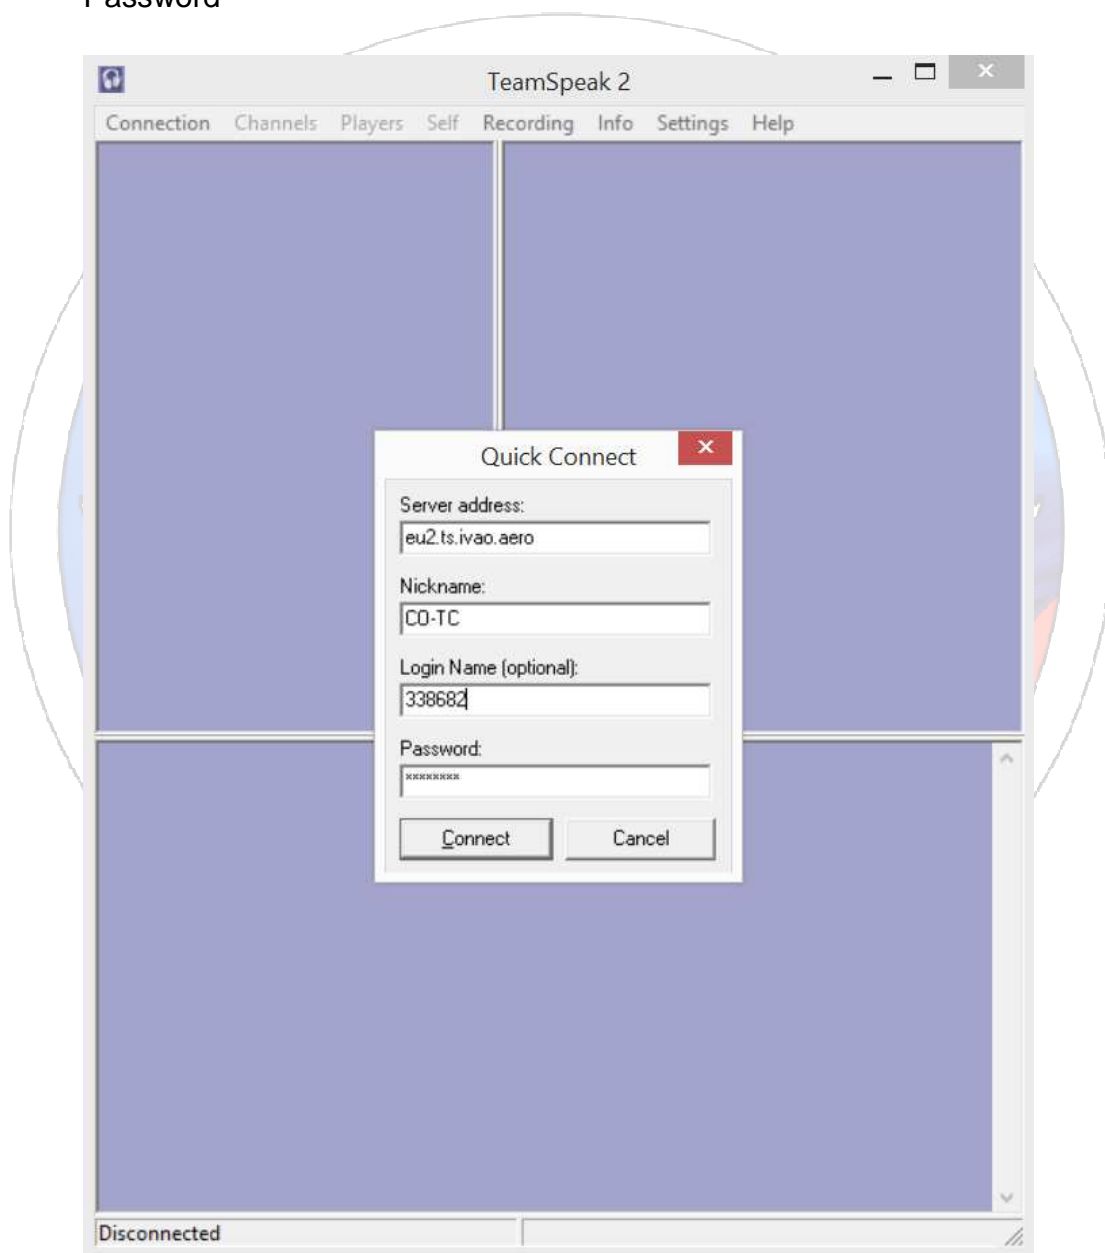 Password
TeamSpeak 2
Connection Channels Players Self Recording Info Settings Help
Quick Connect
Server address:
eu2.ts.ivao.aero
Nickname:
CO-TC
Login Name (optional):
338682
Password:
********
Connect Cancel
Disconnected